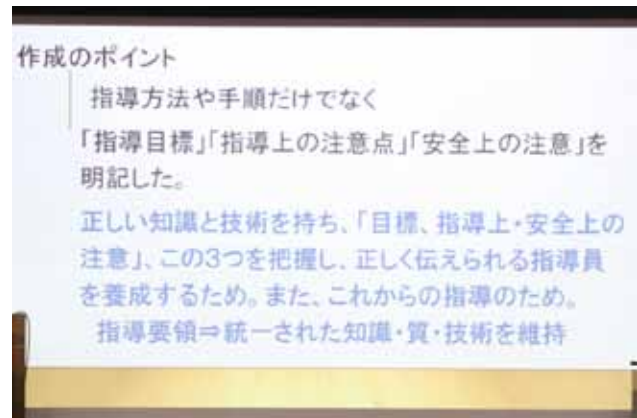 作成のポイント
指導方法や手順だけでなく
「指導目標」「指導上の注意点」「安全上の注意」を
明記した。
正しい知識と技術を持ち、「目標、指導上・安全上の
注意」、この3つを把握し、正しく伝えられる指導員
を養成するため。また、これからの指導のため。
指導要領⇒統一された知識・質・技術を維持